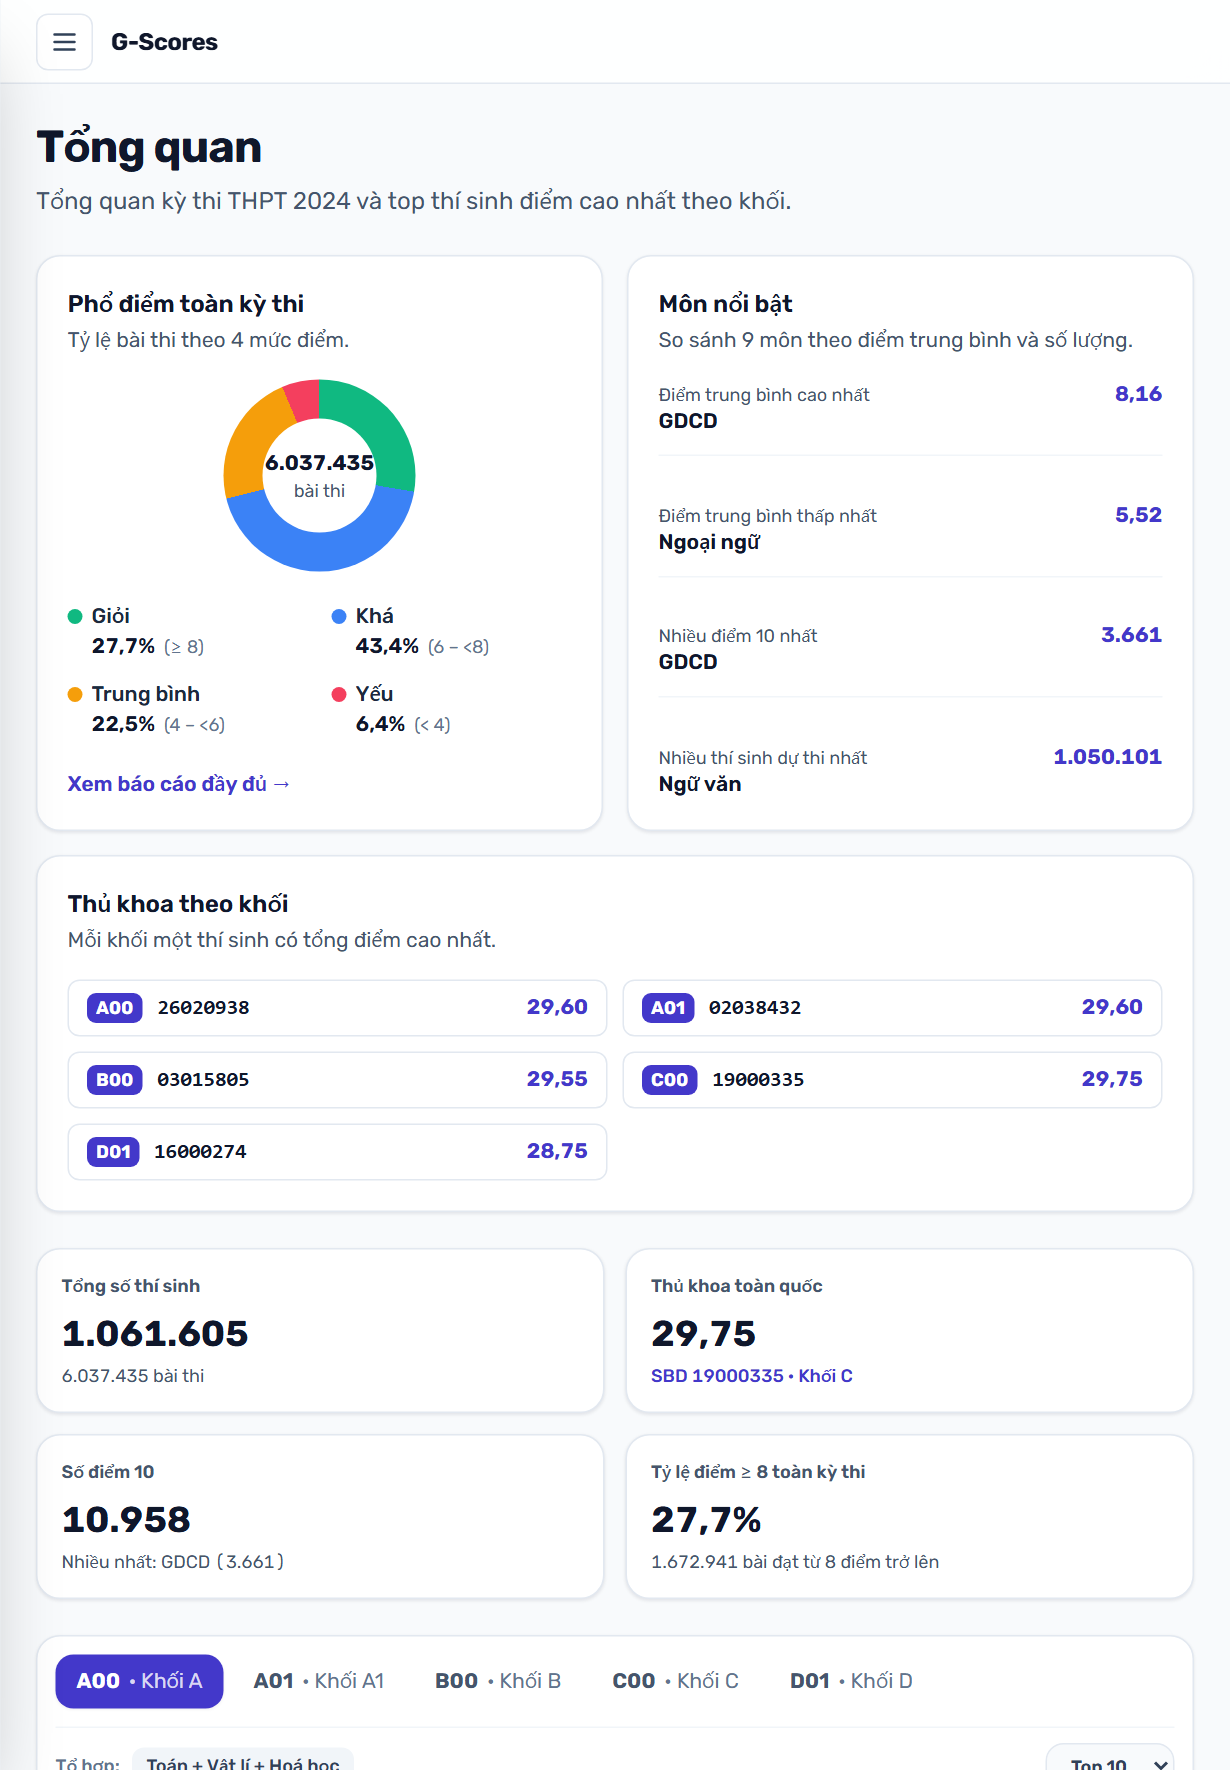 G-Scores
Tổng quan
Tổng quan kỳ thi THPT 2024 và top thí sinh điểm cao nhất theo khối.
Phổ điểm toàn kỳ thi
Tỷ lệ bài thi theo 4 mức điểm.
6.037.435
bài thi
Giỏi
27,7% (≥ 8)
Khá
43,4% (6 – <8)
Trung bình
22,5% (4 – <6)
Yếu
6,4% (< 4)
Xem báo cáo đầy đủ →
Môn nổi bật
So sánh 9 môn theo điểm trung bình và số lượng.
Điểm trung bình cao nhất 8,16
GDCD
Điểm trung bình thấp nhất 5,52
Ngoại ngữ
Nhiều điểm 10 nhất 3.661
GDCD
Nhiều thí sinh dự thi nhất 1.050.101
Ngữ văn
Thủ khoa theo khối
Mỗi khối một thí sinh có tổng điểm cao nhất.
A00 26020938 29,60
A01 02038432 29,60
B00 03015805 29,55
C00 19000335 29,75
D01 16000274 28,75
Tổng số thí sinh
1.061.605
6.037.435 bài thi
Thủ khoa toàn quốc
29,75
SBD 19000335 • Khối C
Số điểm 10
10.958
Nhiều nhất: GDCD (3.661)
Tỷ lệ điểm ≥ 8 toàn kỳ thi
27,7%
1.672.941 bài đạt từ 8 điểm trở lên
A00 • Khối A A01 • Khối A1 B00 • Khối B C00 • Khối C D01 • Khối D
Tổ hợp: Toán + Vật lí + Hoá học Top 10